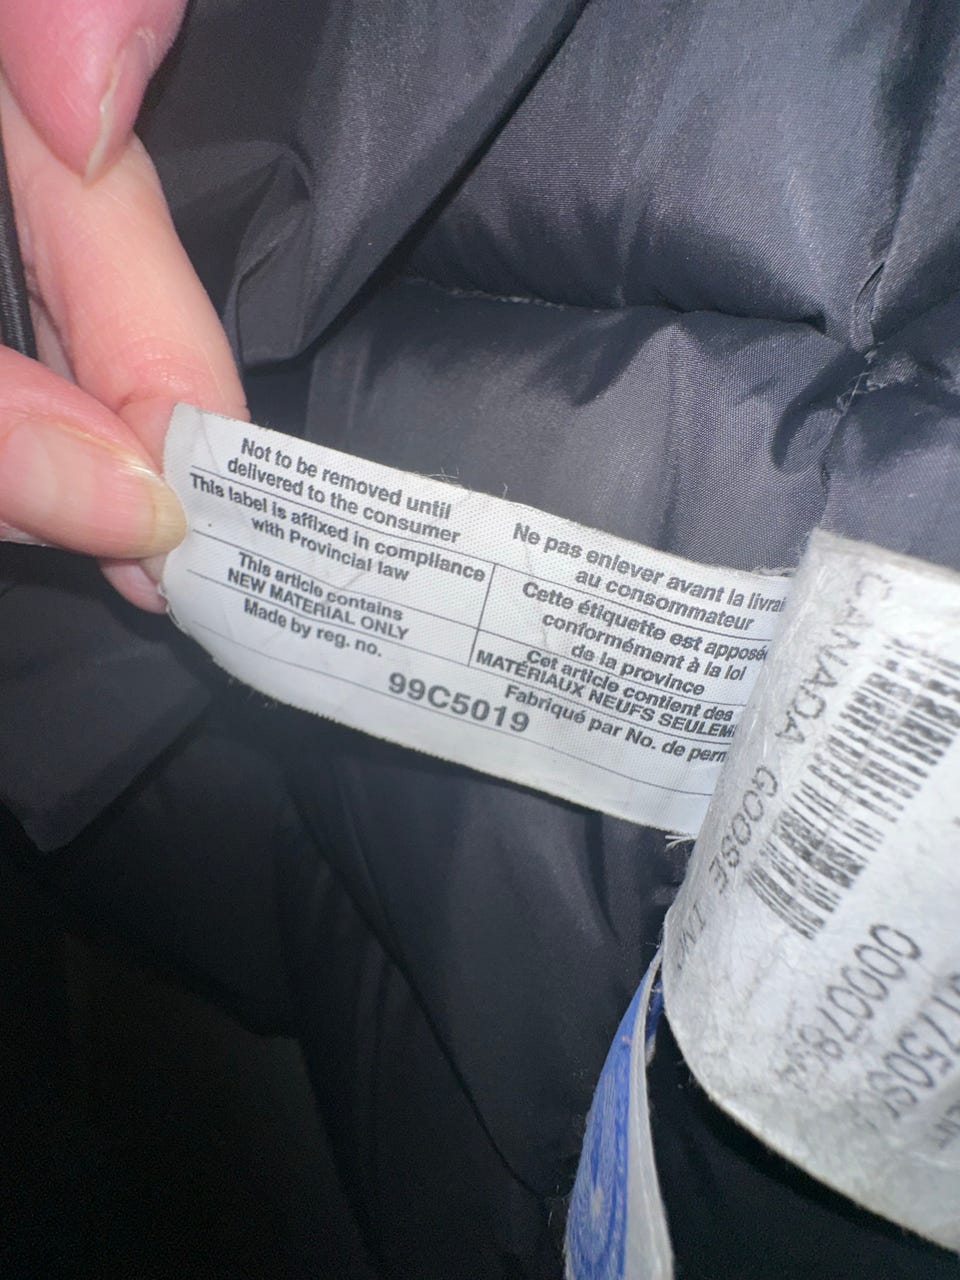 Not to be removed until
delivered to the consumer
This label is affixed in compliance
with Provincial law
This article contains
NEW MATERIAL ONLY
Made by reg. no.
99C5019
Ne pas enlever avant la livrai
au consommateur
Cette étiquette est apposée
conformément à la loi
de la province
Cet article contient des
MATÉRIAUX NEUFS SEULEM
Fabriqué par No. de perm
CANADA GOOSE